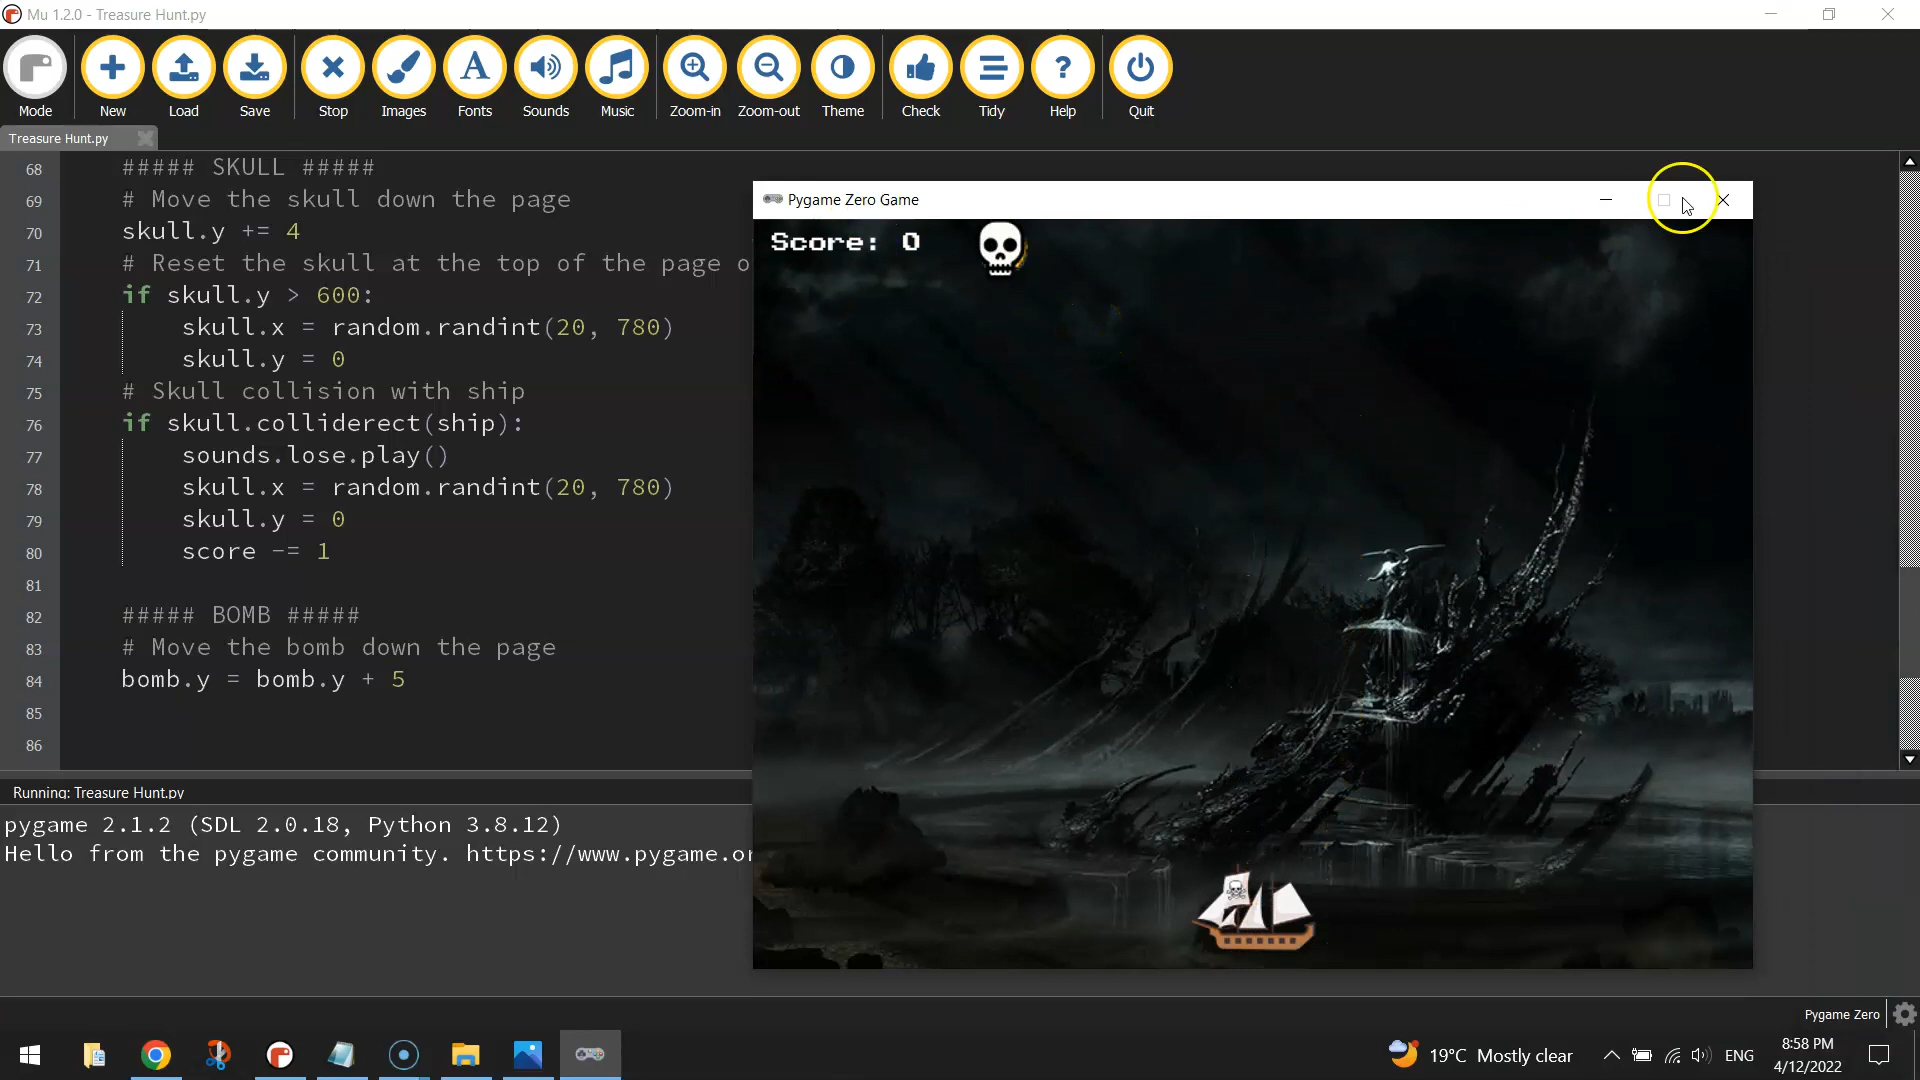 Mu 1.2.0 - Treasure Hunt.py
Mode New Load Save Stop Images Fonts Sounds Music Zoom-in Zoom-out Theme Check Tidy Help Quit
Treasure Hunt.py
68 ##### SKULL #####
69 # Move the skull down the page
70 skull.y += 4
71 # Reset the skull at the top of the page o
72 if skull.y > 600:
73 skull.x = random.randint(20, 780)
74 skull.y = 0
75 # Skull collision with ship
76 if skull.colliderect(ship):
77 sounds.lose.play()
78 skull.x = random.randint(20, 780)
79 skull.y = 0
80 score -= 1
81
82 ##### BOMB #####
83 # Move the bomb down the page
84 bomb.y = bomb.y + 5
85
86
Pygame Zero Game
Score: 0
Running: Treasure Hunt.py
pygame 2.1.2 (SDL 2.0.18, Python 3.8.12)
Hello from the pygame community. https://www.pygame.or
Pygame Zero
19°C Mostly clear
ENG
8:58 PM
4/12/2022